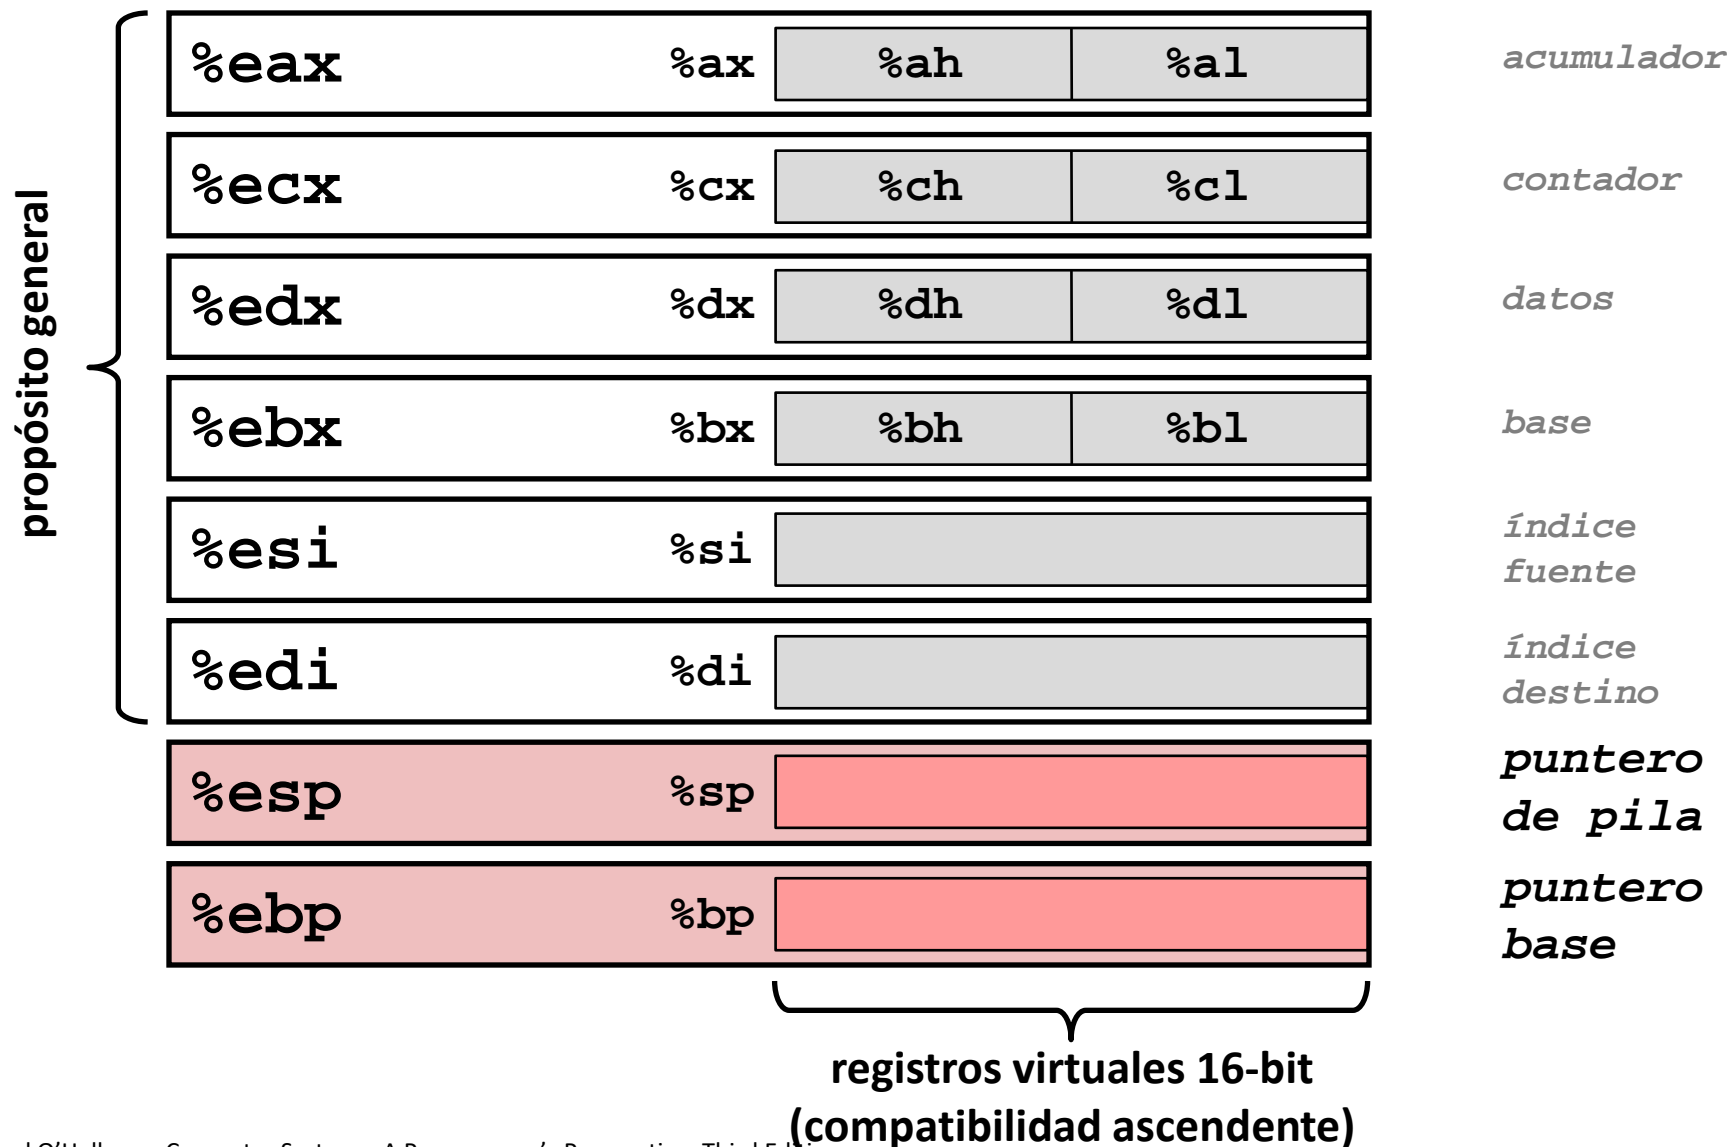 propósito general
%eax %ax %ah %al acumulador
%ecx %cx %ch %cl contador
%edx %dx %dh %dl datos
%ebx %bx %bh %bl base
%esi %si índice
fuente
%edi %di índice
destino
%esp %sp puntero
de pila
%ebp %bp puntero
base
registros virtuales 16-bit
(compatibilidad ascendente)